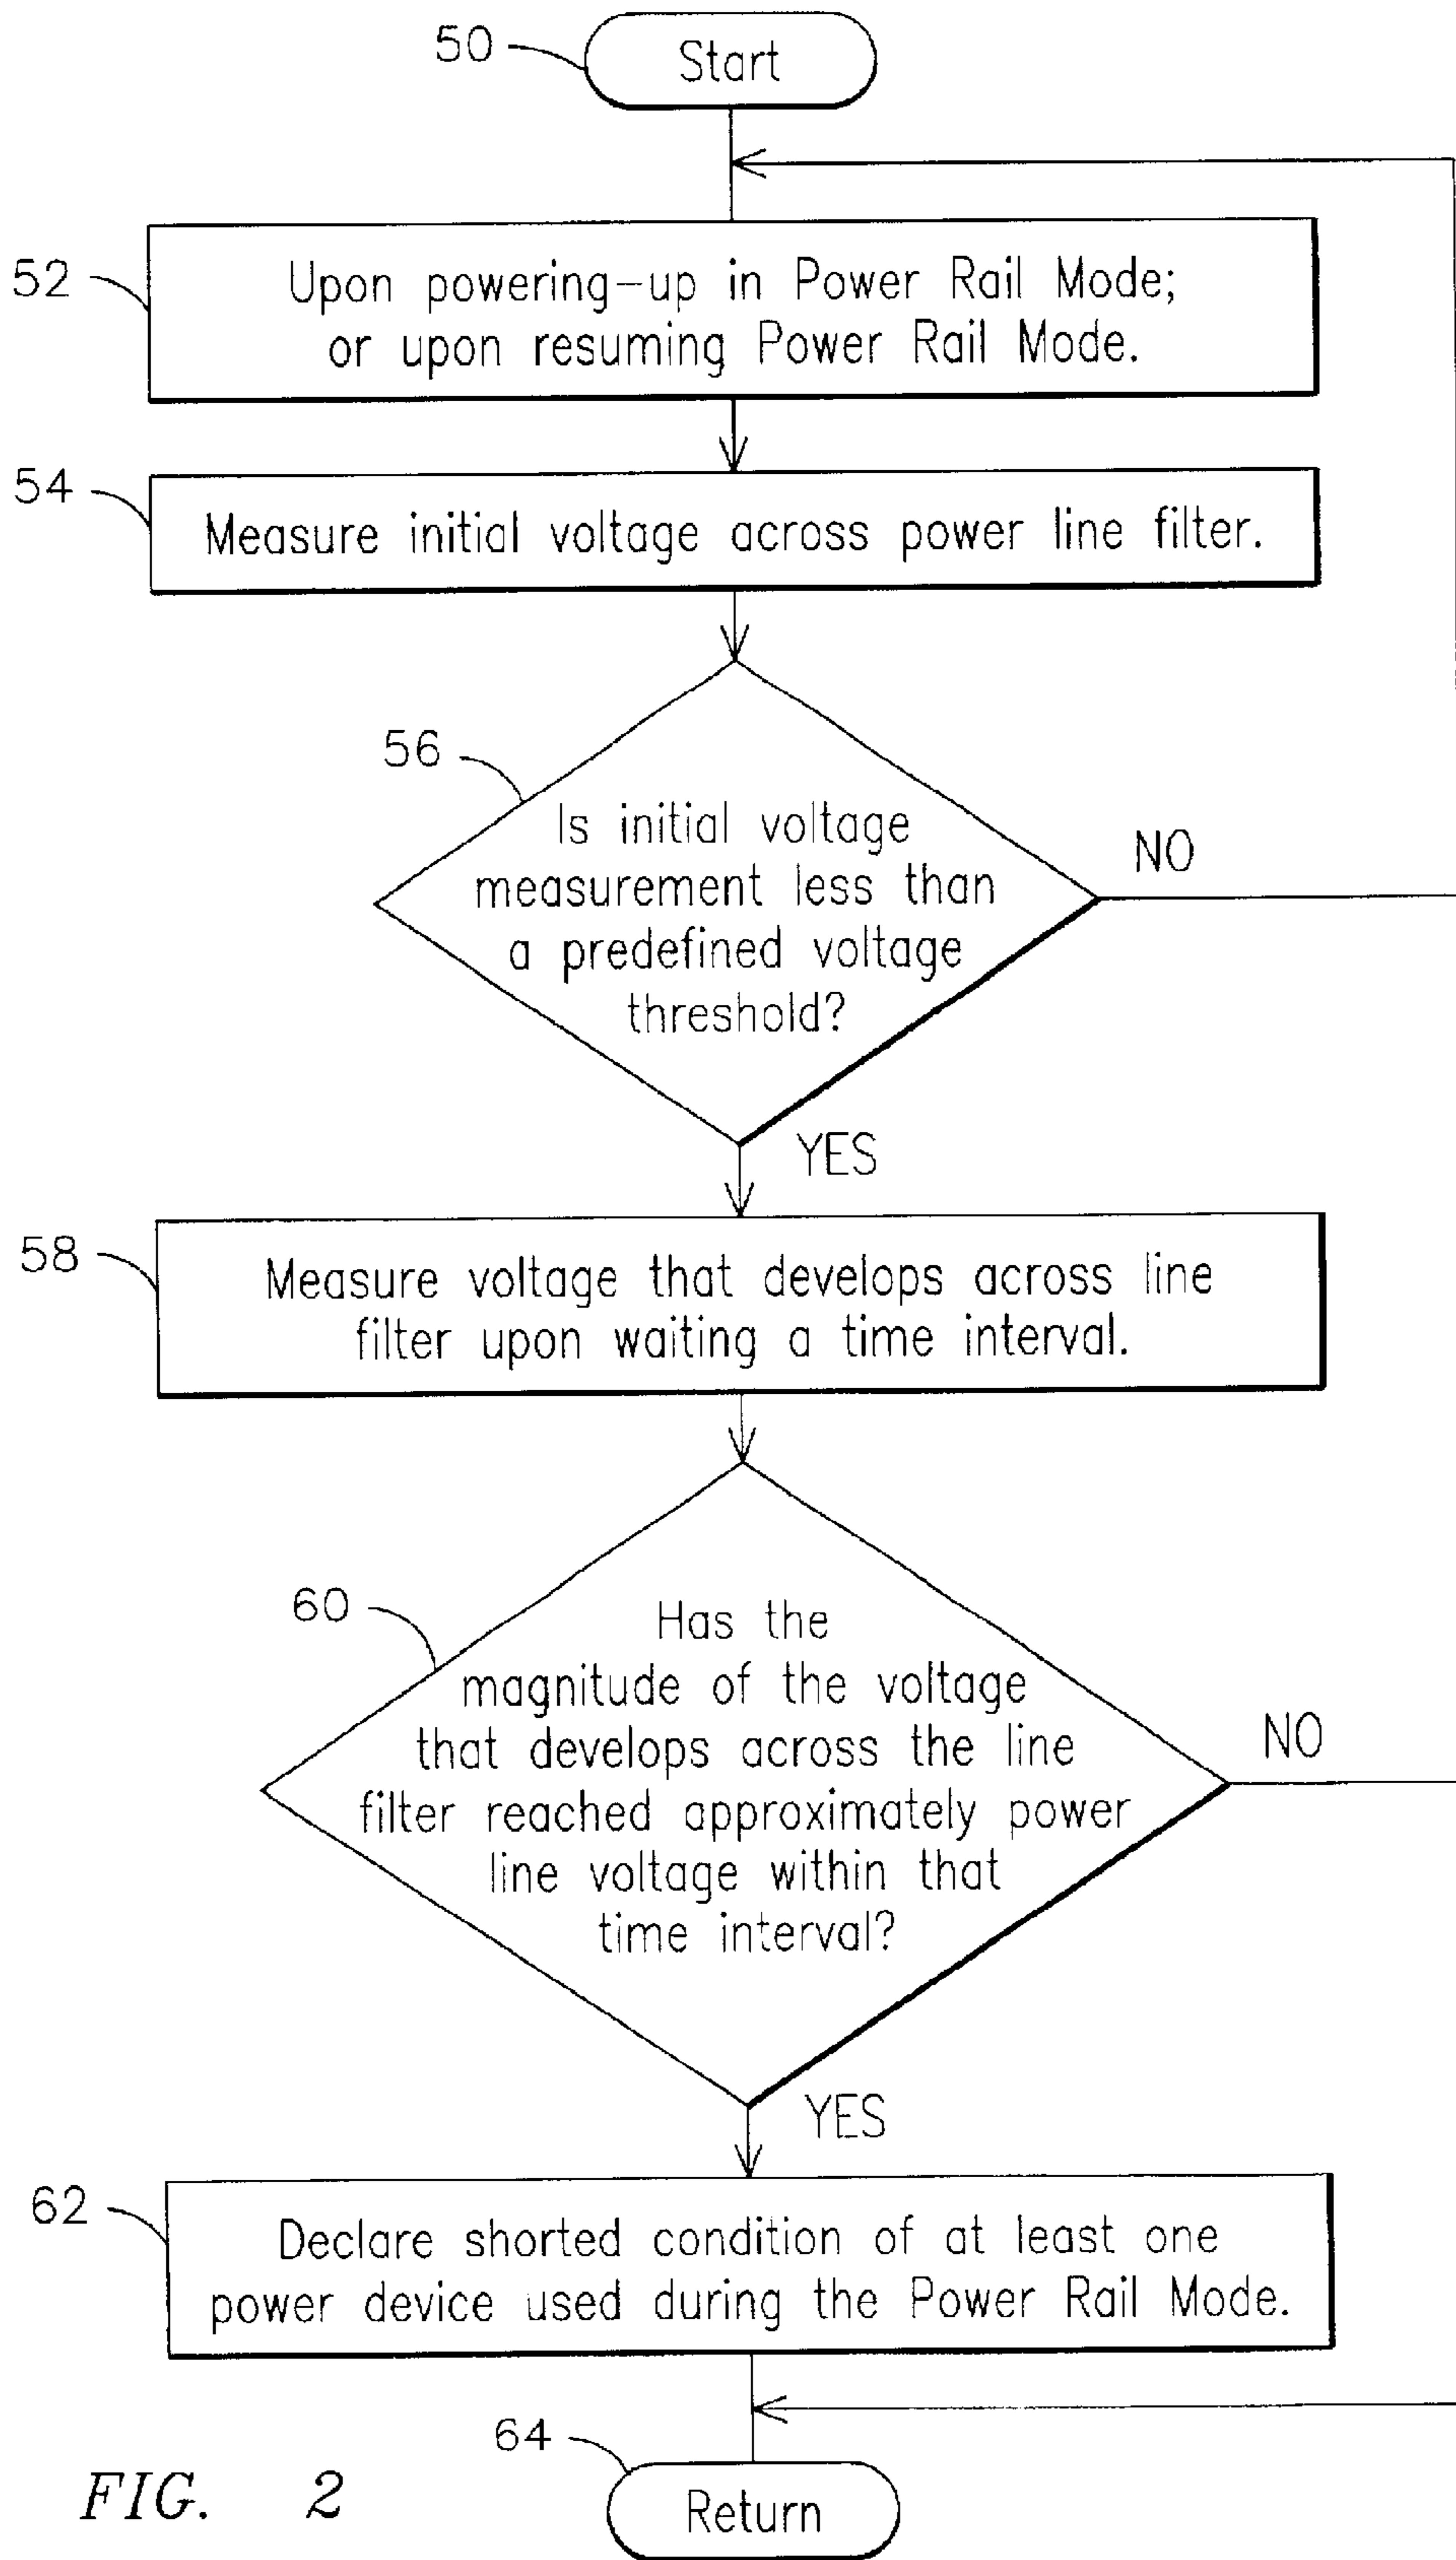 50
Start
52
Upon powering-up in Power Rail Mode;
or upon resuming Power Rail Mode.
54
Measure initial voltage across power line filter.
56
Is initial voltage
measurement less than
a predefined voltage
threshold?
NO
YES
58
Measure voltage that develops across line
filter upon waiting a time interval.
60
Has the
magnitude of the voltage
that develops across the line
filter reached approximately power
line voltage within that
time interval?
NO
YES
62
Declare shorted condition of at least one
power device used during the Power Rail Mode.
64
Return
FIG. 2